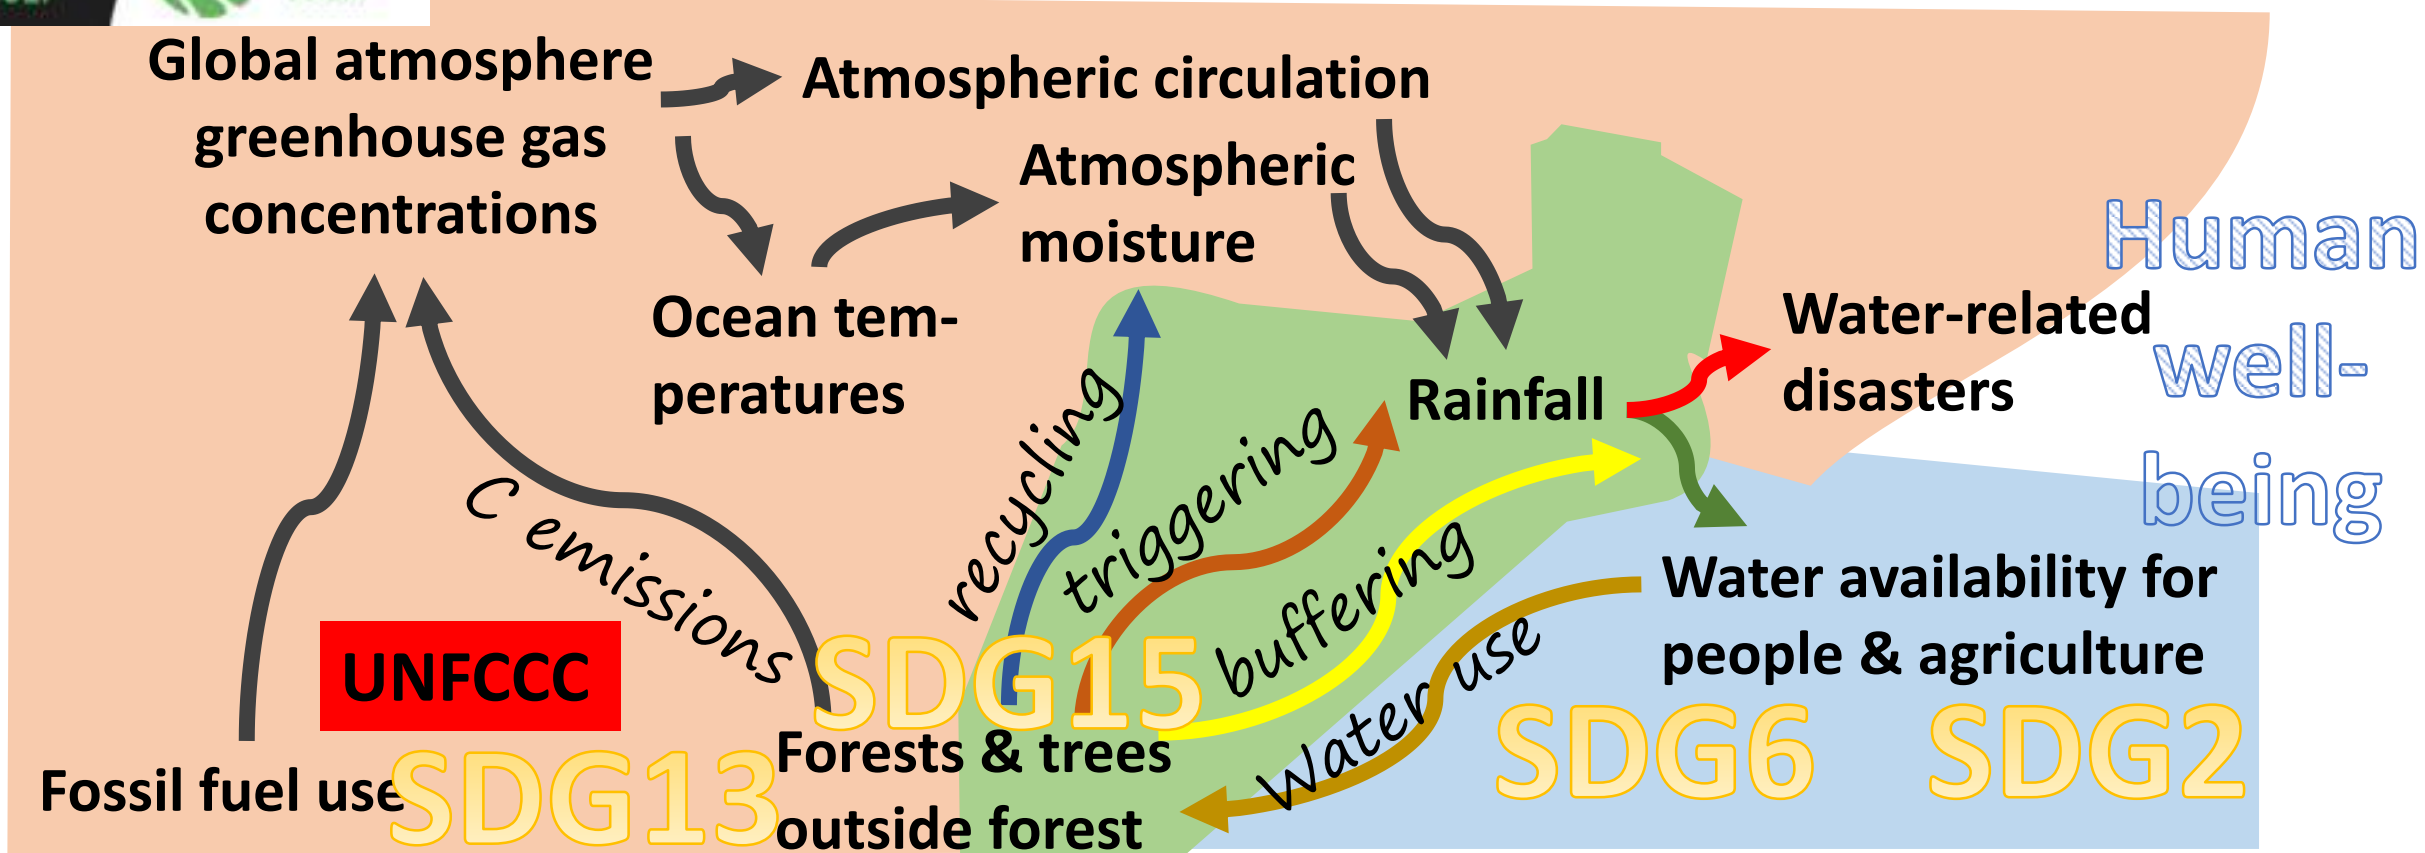 Global atmosphere
greenhouse gas
concentrations
Atmospheric circulation
Atmospheric
moisture
Ocean tem-
peratures
Human
well-
being
Water-related
disasters
Rainfall
recycling
triggering
buffering
C emissions
Water use
Water availability for
people & agriculture
UNFCCC
SDG15
SDG6
SDG2
SDG13
Fossil fuel use
Forests & trees
outside forest